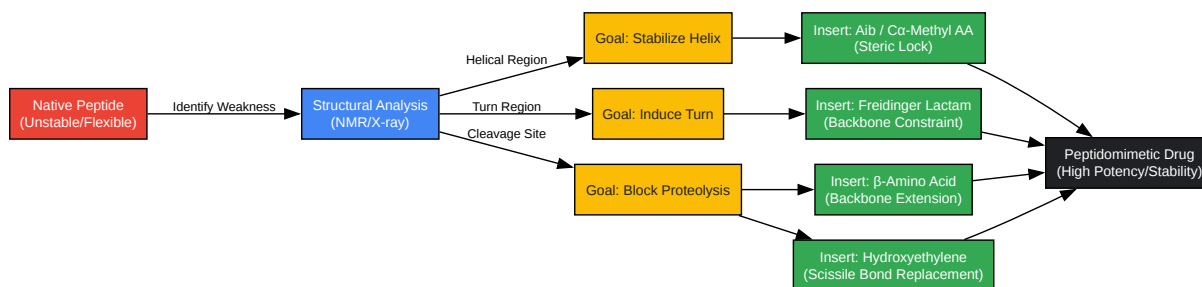 Native Peptide
(Unstable/Flexible)
Identify Weakness
Structural Analysis
(NMR/X-ray)
Helical Region
Turn Region
Cleavage Site
Goal: Stabilize Helix
Goal: Induce Turn
Goal: Block Proteolysis
Insert: Aib / Cα-Methyl AA
(Steric Lock)
Insert: Freidinger Lactam
(Backbone Constraint)
Insert: β-Amino Acid
(Backbone Extension)
Insert: Hydroxyethylene
(Scissile Bond Replacement)
Peptidomimetic Drug
(High Potency/Stability)